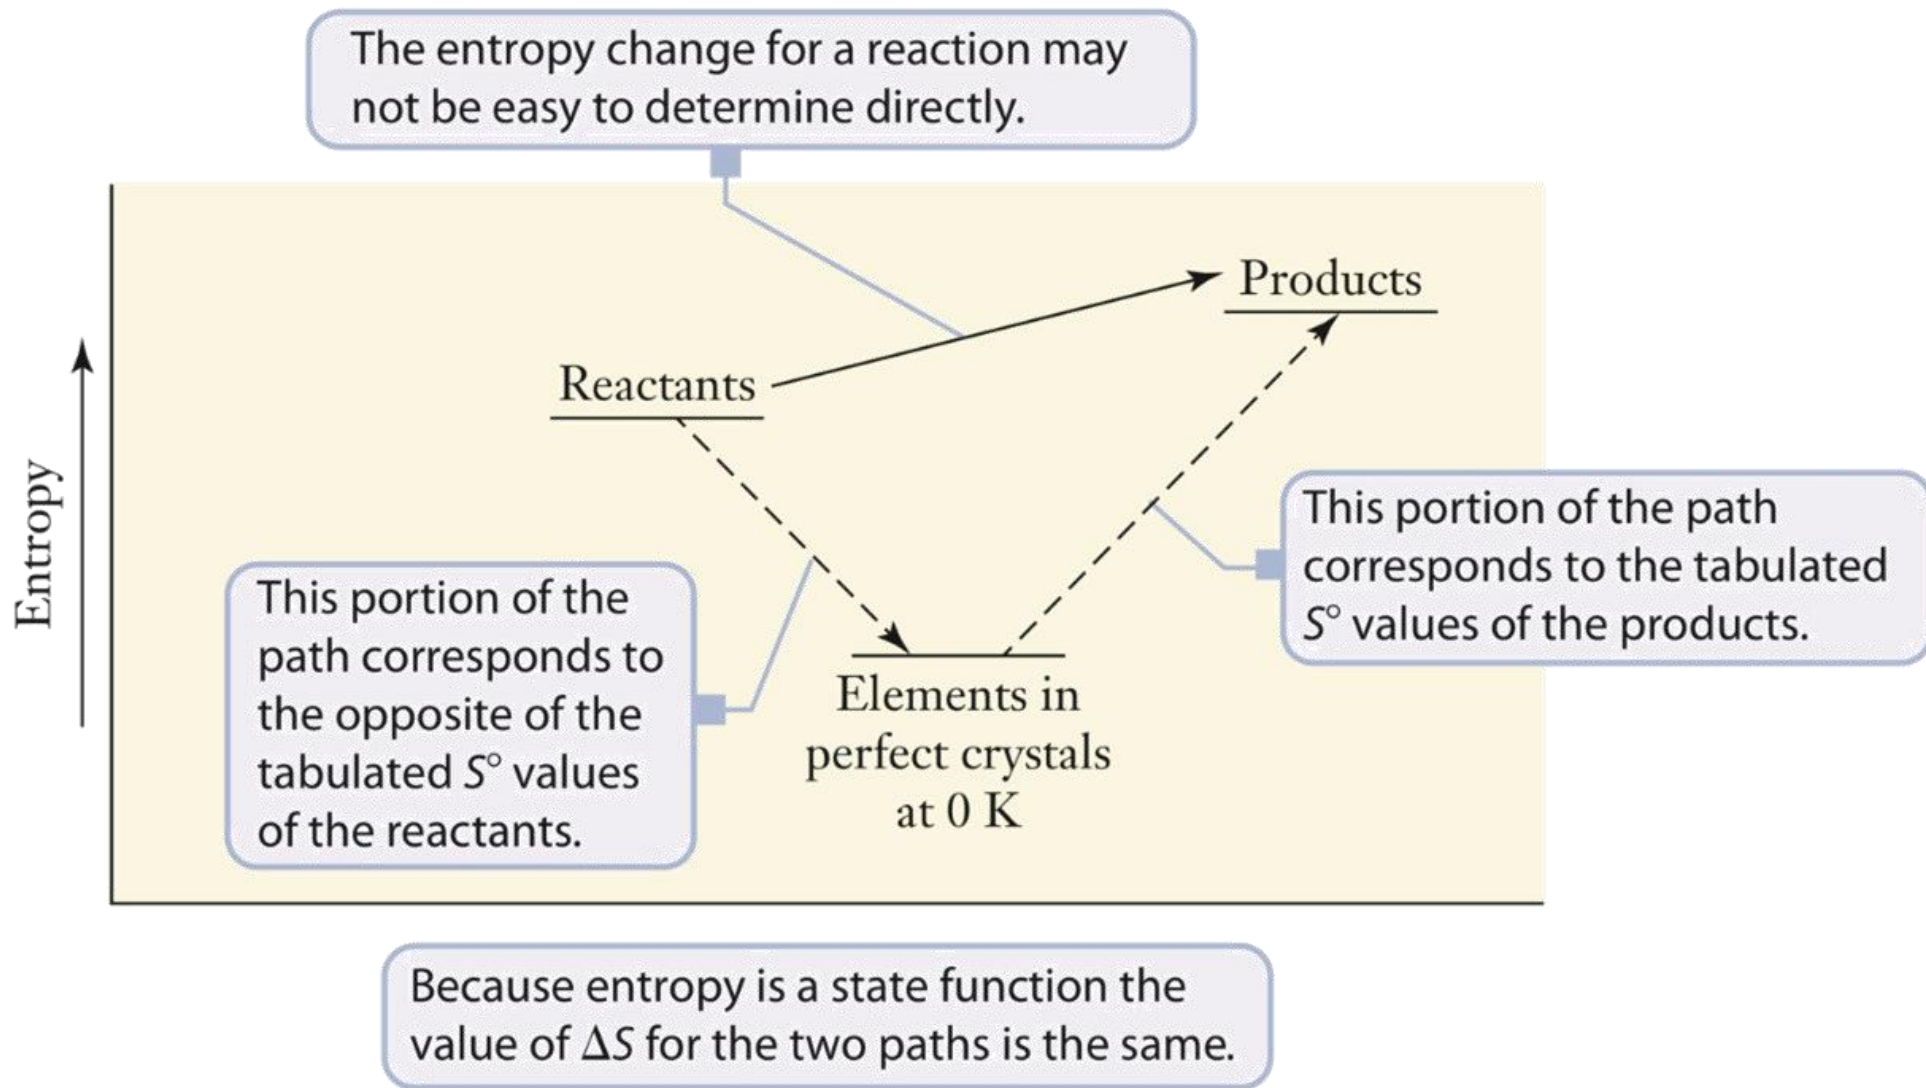 The entropy change for a reaction may
not be easy to determine directly.
Products
Reactants
Entropy
This portion of the path
corresponds to the tabulated
S° values of the products.
This portion of the
path corresponds to
the opposite of the
tabulated S° values
of the reactants.
Elements in
perfect crystals
at 0 K
Because entropy is a state function the
value of ΔS for the two paths is the same.